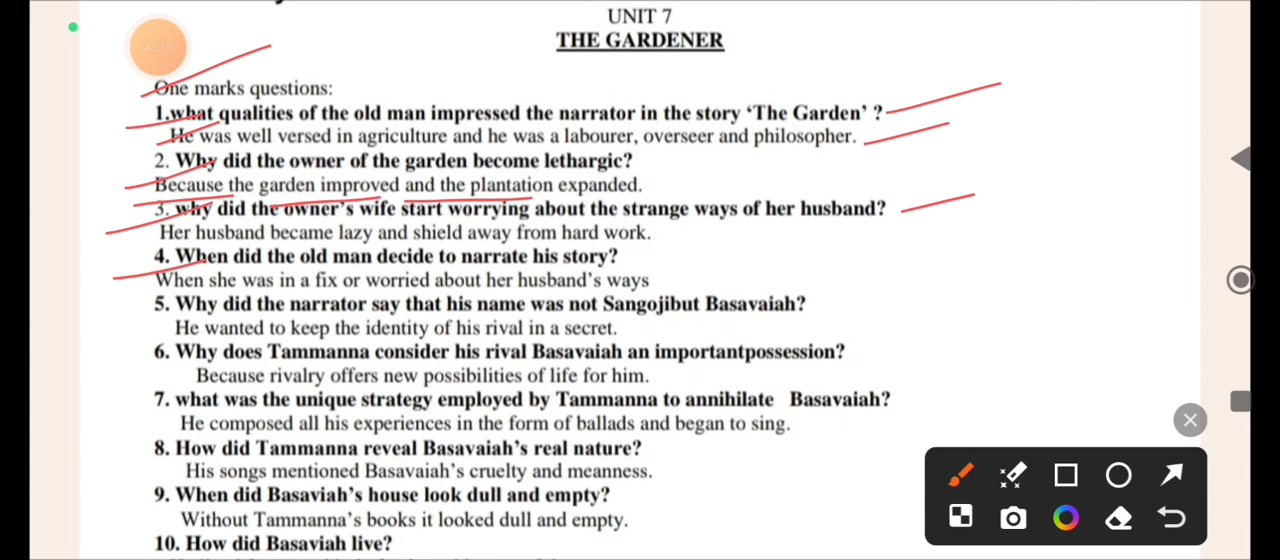 UNIT 7
THE GARDENER
43:12
One marks questions:
1.what qualities of the old man impressed the narrator in the story ‘The Garden’ ?
He was well versed in agriculture and he was a labourer, overseer and philosopher.
2. Why did the owner of the garden become lethargic?
Because the garden improved and the plantation expanded.
3. why did the owner’s wife start worrying about the strange ways of her husband?
Her husband became lazy and shield away from hard work.
4. When did the old man decide to narrate his story?
When she was in a fix or worried about her husband’s ways
5. Why did the narrator say that his name was not Sangojibut Basavaiah?
He wanted to keep the identity of his rival in a secret.
6. Why does Tammanna consider his rival Basavaiah an importantpossession?
Because rivalry offers new possibilities of life for him.
7. what was the unique strategy employed by Tammanna to annihilate Basavaiah?
He composed all his experiences in the form of ballads and began to sing.
8. How did Tammanna reveal Basavaiah’s real nature?
His songs mentioned Basavaiah’s cruelty and meanness.
9. When did Basaviah’s house look dull and empty?
Without Tammanna’s books it looked dull and empty.
10. How did Basaviah live?